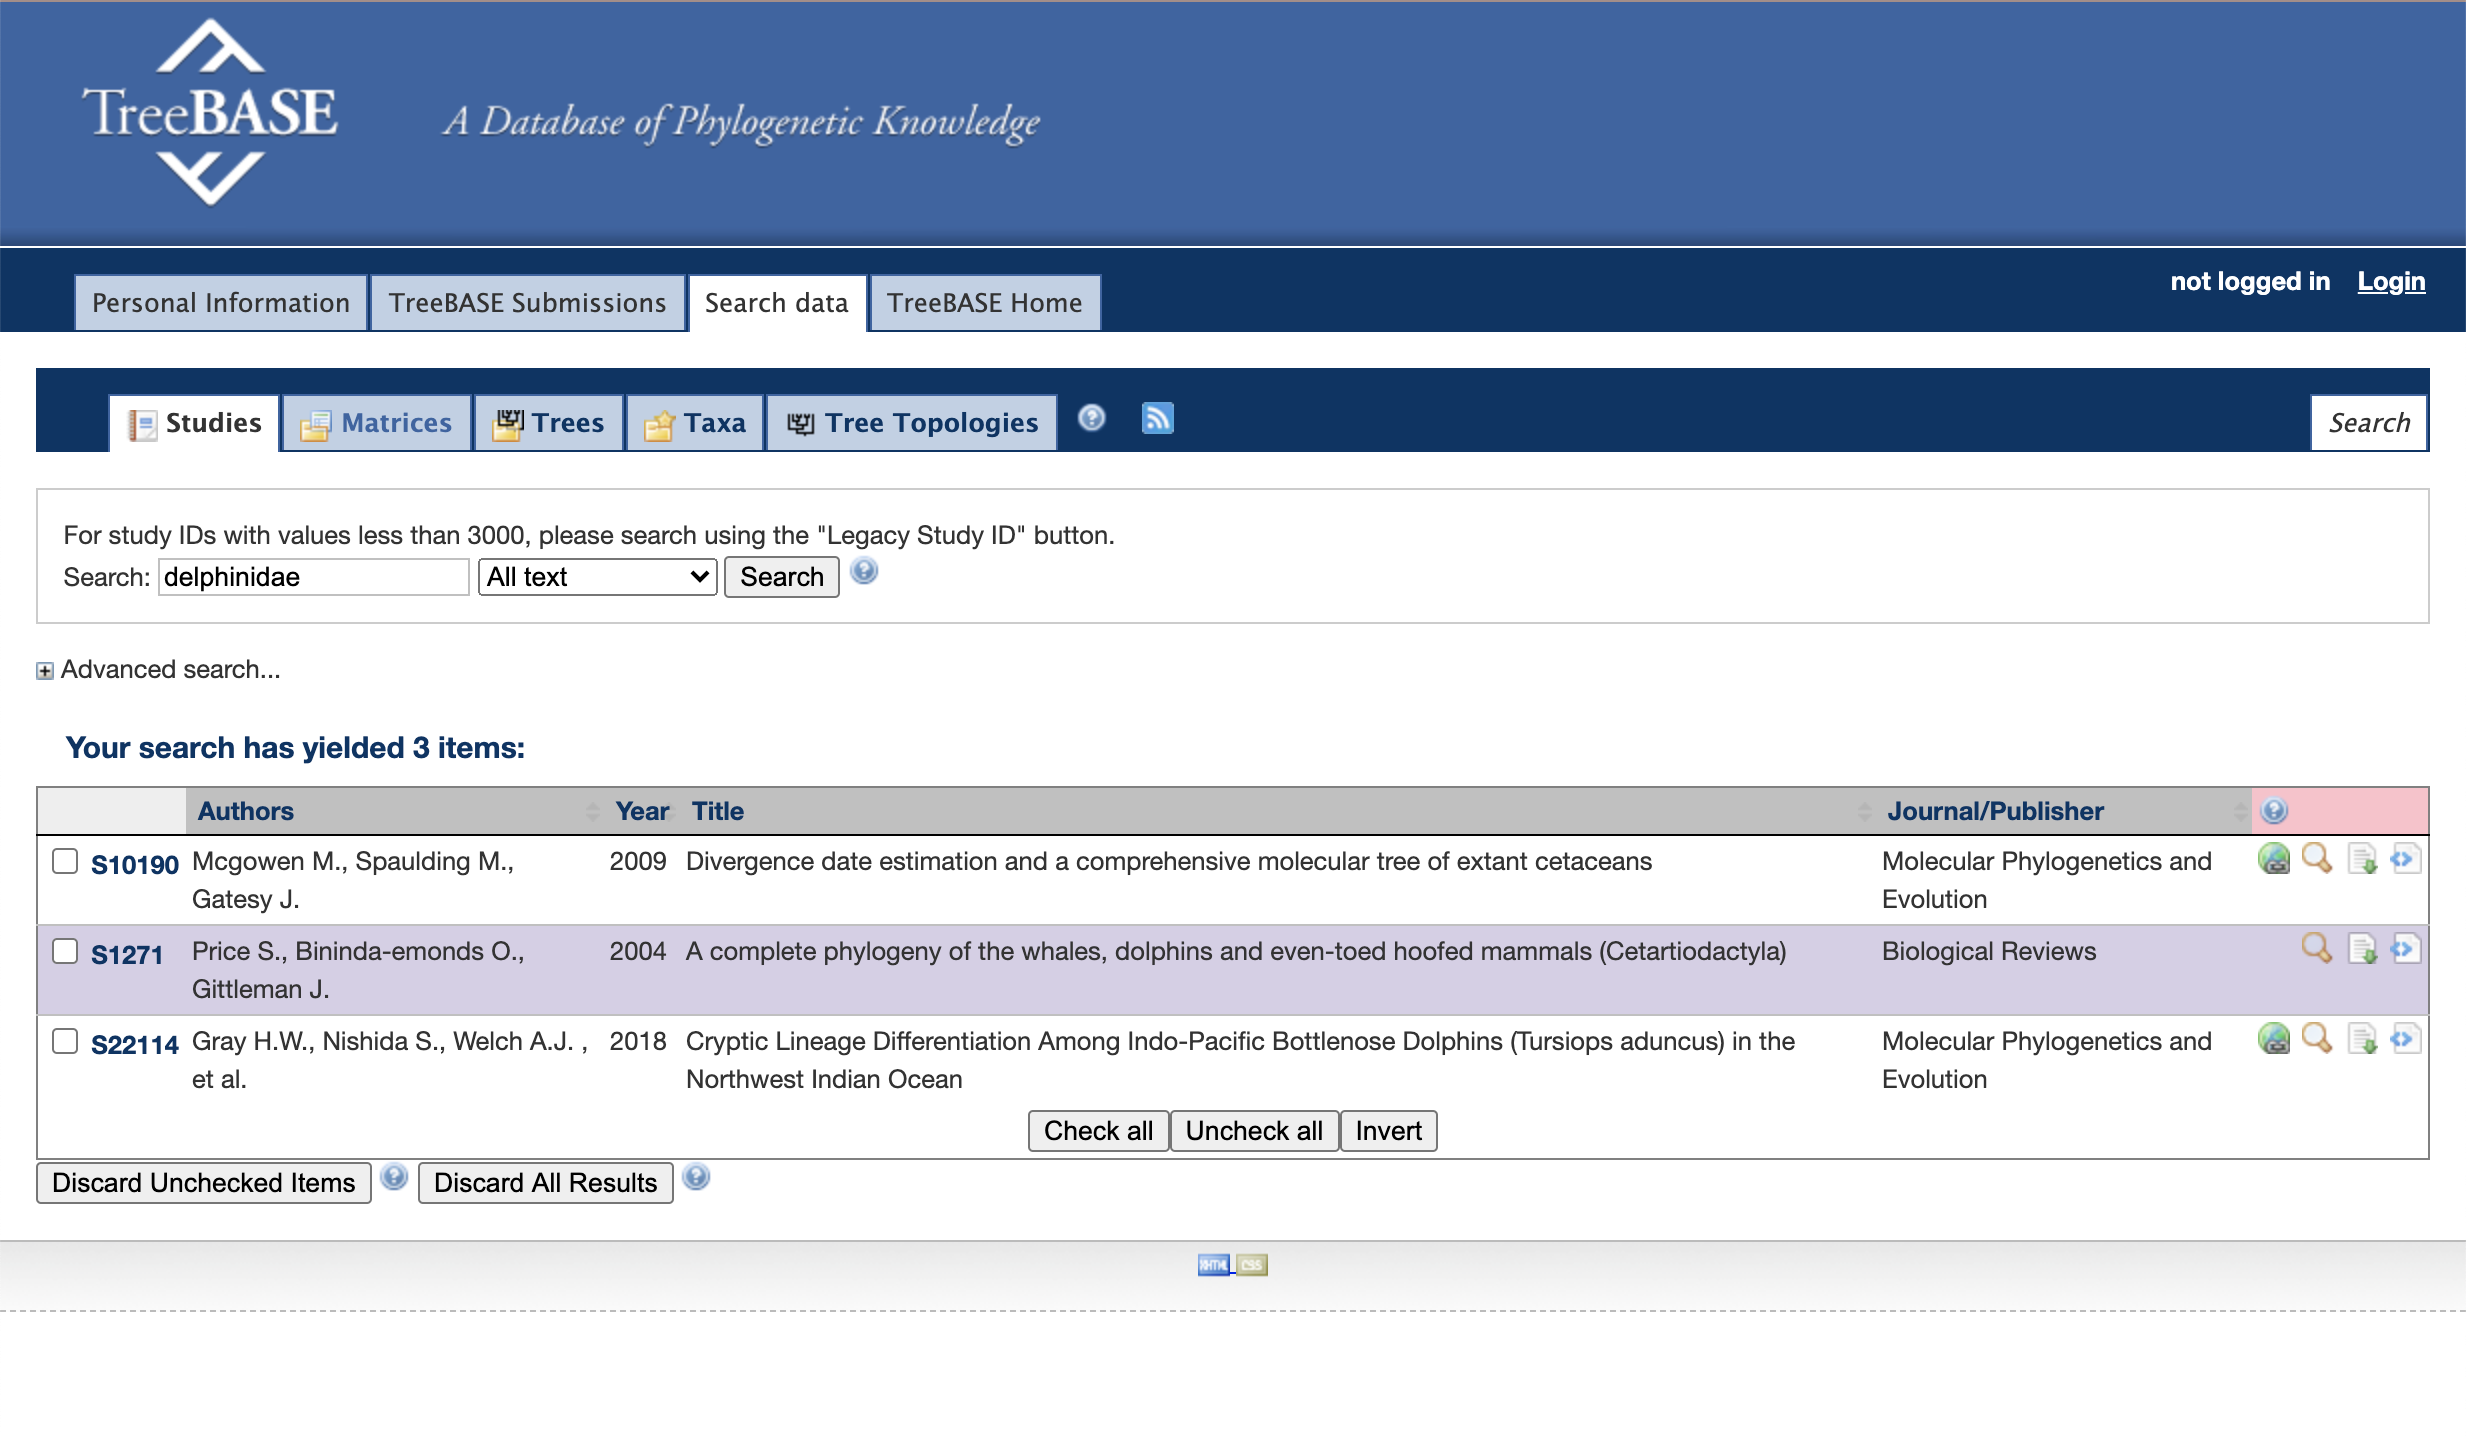 TreeBASE
A Database of Phylogenetic Knowledge
not logged in Login
Personal Information TreeBASE Submissions Search data TreeBASE Home
Studies Matrices Trees Taxa Tree Topologies ? Search
For study IDs with values less than 3000, please search using the "Legacy Study ID" button.
Search: delphinidae All text Search ?
+ Advanced search...
Your search has yielded 3 items:
Authors Year Title Journal/Publisher ?
S10190 Mcgowen M., Spaulding M., 2009 Divergence date estimation and a comprehensive molecular tree of extant cetaceans Molecular Phylogenetics and
Gatesy J. Evolution
S1271 Price S., Bininda-emonds O., 2004 A complete phylogeny of the whales, dolphins and even-toed hoofed mammals (Cetartiodactyla) Biological Reviews
Gittleman J.
S22114 Gray H.W., Nishida S., Welch A.J. , 2018 Cryptic Lineage Differentiation Among Indo-Pacific Bottlenose Dolphins (Tursiops aduncus) in the Molecular Phylogenetics and
et al. Northwest Indian Ocean Evolution
Check all Uncheck all Invert
Discard Unchecked Items ? Discard All Results ?
XHTML CSS